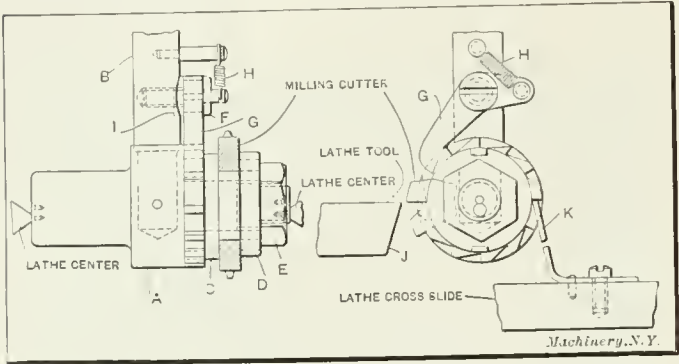 B
H
H
F
G
I
MILLING CUTTER
G
LATHE TOOL
LATHE CENTER
LATHE CENTER
K
E
C
D
J
A
LATHE CROSS SLIDE
Machinery, N.Y.